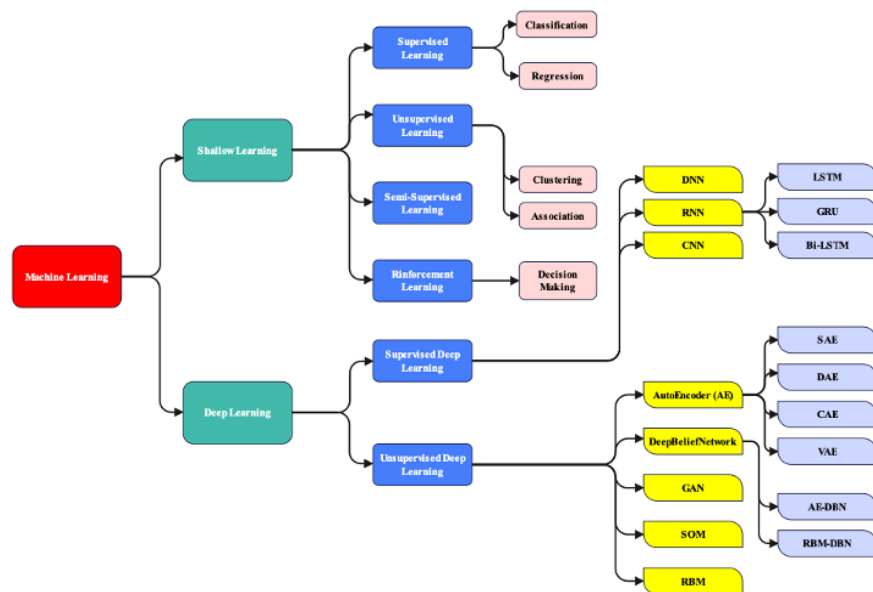 Machine Learning
Shallow Learning
Deep Learning
Supervised
Learning
Unsupervised
Learning
Semi-Supervised
Learning
Rinforcement
Learning
Supervised Deep
Learning
Unsupervised Deep
Learning
Classification
Regression
Clustering
Association
Decision
Making
DNN
RNN
CNN
AutoEncoder (AE)
DeepBeliefNetwork
GAN
SOM
RBM
LSTM
GRU
Bi-LSTM
SAE
DAE
CAE
VAE
AE-DBN
RBM-DBN